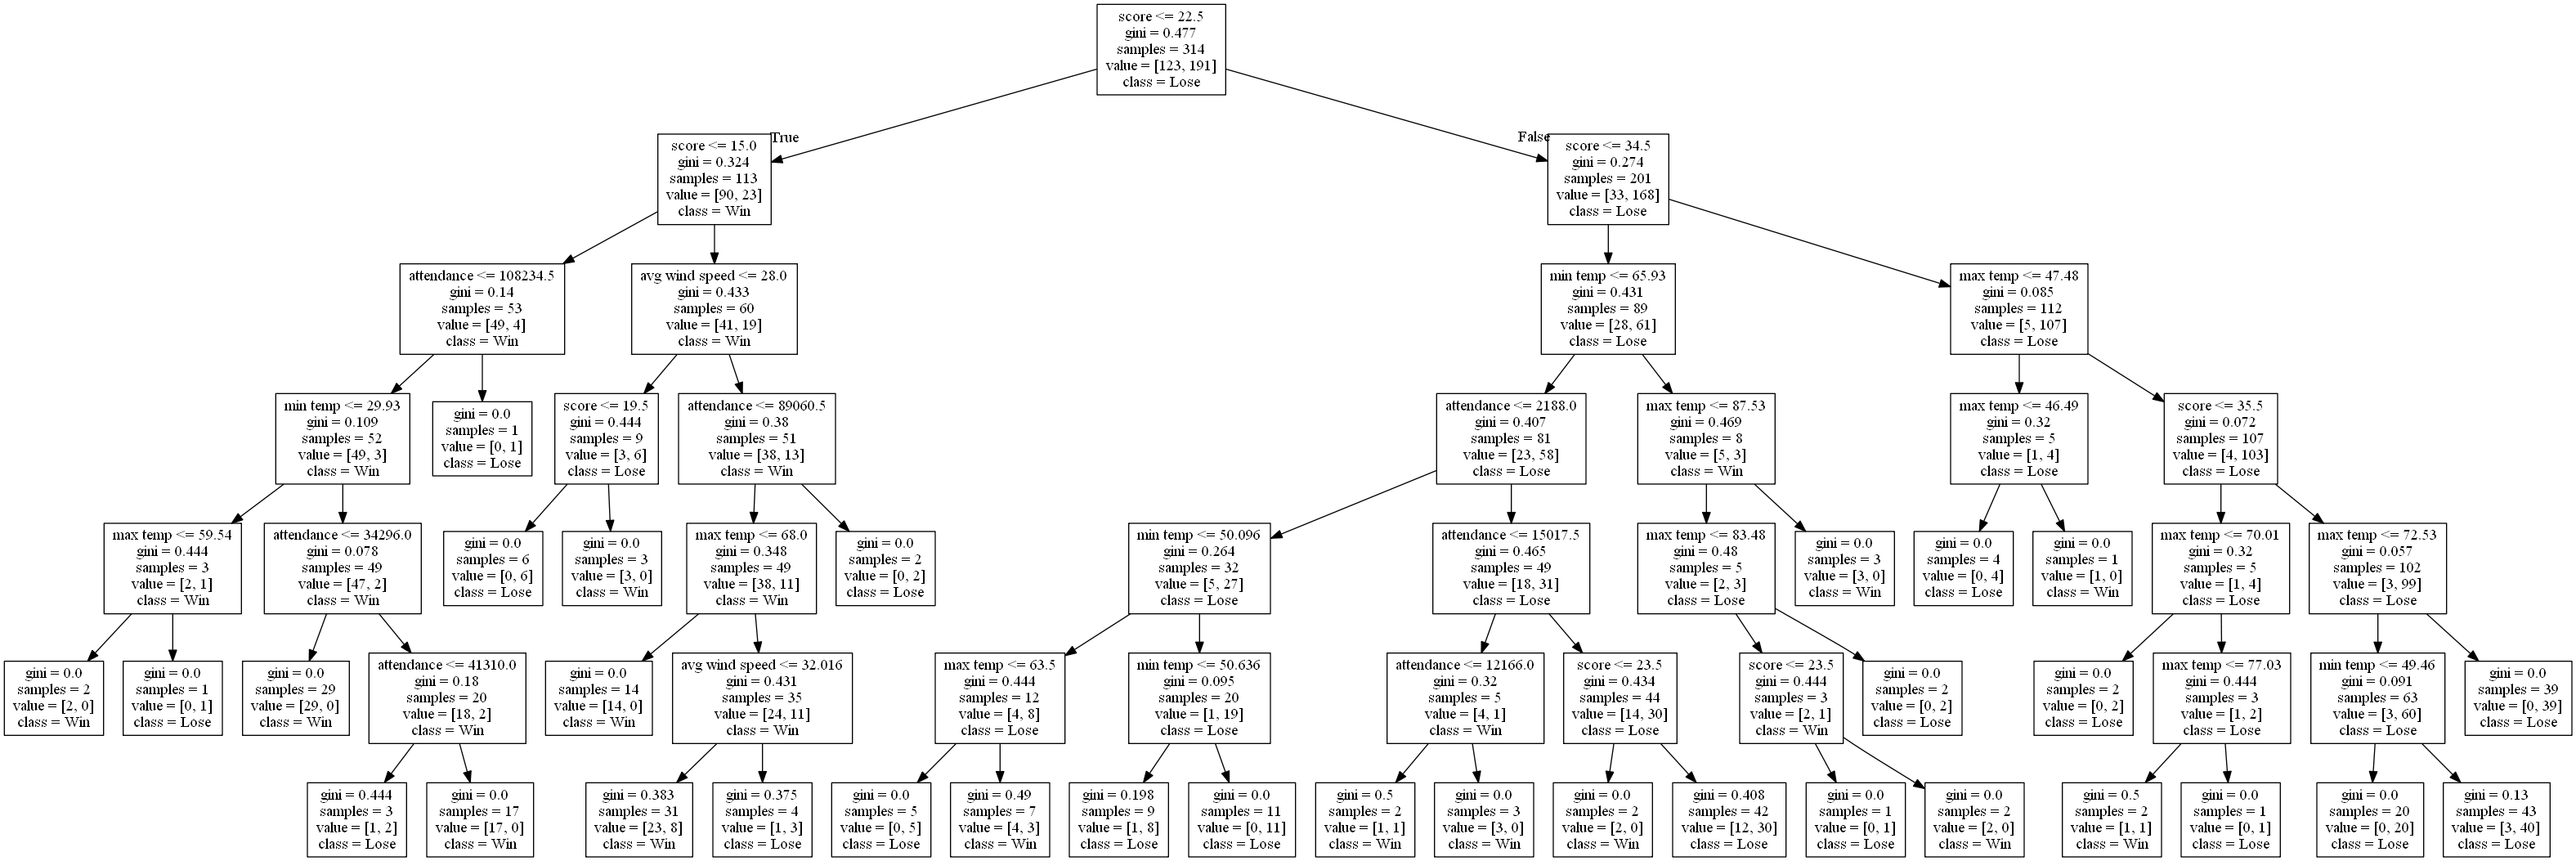 score <= 22.5
gini = 0.477
samples = 314
value = [123, 191]
class = Lose
True
False
score <= 15.0
gini = 0.324
samples = 113
value = [90, 23]
class = Win
score <= 34.5
gini = 0.274
samples = 201
value = [33, 168]
class = Lose
attendance <= 108234.5
gini = 0.14
samples = 53
value = [49, 4]
class = Win
avg wind speed <= 28.0
gini = 0.433
samples = 60
value = [41, 19]
class = Win
min temp <= 65.93
gini = 0.431
samples = 89
value = [28, 61]
class = Lose
max temp <= 47.48
gini = 0.085
samples = 112
value = [5, 107]
class = Lose
min temp <= 29.93
gini = 0.109
samples = 52
value = [49, 3]
class = Win
gini = 0.0
samples = 1
value = [0, 1]
class = Lose
score <= 19.5
gini = 0.444
samples = 9
value = [3, 6]
class = Lose
attendance <= 89060.5
gini = 0.38
samples = 51
value = [38, 13]
class = Win
attendance <= 2188.0
gini = 0.407
samples = 81
value = [23, 58]
class = Lose
max temp <= 87.53
gini = 0.469
samples = 8
value = [5, 3]
class = Win
max temp <= 46.49
gini = 0.32
samples = 5
value = [1, 4]
class = Lose
score <= 35.5
gini = 0.072
samples = 107
value = [4, 103]
class = Lose
max temp <= 59.54
gini = 0.444
samples = 3
value = [2, 1]
class = Win
attendance <= 34296.0
gini = 0.078
samples = 49
value = [47, 2]
class = Win
gini = 0.0
samples = 6
value = [0, 6]
class = Lose
gini = 0.0
samples = 3
value = [3, 0]
class = Win
max temp <= 68.0
gini = 0.348
samples = 49
value = [38, 11]
class = Win
gini = 0.0
samples = 2
value = [0, 2]
class = Lose
min temp <= 50.096
gini = 0.264
samples = 32
value = [5, 27]
class = Lose
attendance <= 15017.5
gini = 0.465
samples = 49
value = [18, 31]
class = Lose
max temp <= 83.48
gini = 0.48
samples = 5
value = [2, 3]
class = Lose
gini = 0.0
samples = 3
value = [3, 0]
class = Win
gini = 0.0
samples = 4
value = [0, 4]
class = Lose
gini = 0.0
samples = 1
value = [1, 0]
class = Win
max temp <= 70.01
gini = 0.32
samples = 5
value = [1, 4]
class = Lose
max temp <= 72.53
gini = 0.057
samples = 102
value = [3, 99]
class = Lose
gini = 0.0
samples = 2
value = [2, 0]
class = Win
gini = 0.0
samples = 1
value = [0, 1]
class = Lose
gini = 0.0
samples = 29
value = [29, 0]
class = Win
attendance <= 41310.0
gini = 0.18
samples = 20
value = [18, 2]
class = Win
gini = 0.0
samples = 14
value = [14, 0]
class = Win
avg wind speed <= 32.016
gini = 0.431
samples = 35
value = [24, 11]
class = Win
max temp <= 63.5
gini = 0.444
samples = 12
value = [4, 8]
class = Lose
min temp <= 50.636
gini = 0.095
samples = 20
value = [1, 19]
class = Lose
attendance <= 12166.0
gini = 0.32
samples = 5
value = [4, 1]
class = Win
score <= 23.5
gini = 0.434
samples = 44
value = [14, 30]
class = Lose
score <= 23.5
gini = 0.444
samples = 3
value = [2, 1]
class = Win
gini = 0.0
samples = 2
value = [0, 2]
class = Lose
gini = 0.0
samples = 2
value = [0, 2]
class = Lose
max temp <= 77.03
gini = 0.444
samples = 3
value = [1, 2]
class = Lose
min temp <= 49.46
gini = 0.091
samples = 63
value = [3, 60]
class = Lose
gini = 0.0
samples = 39
value = [0, 39]
class = Lose
gini = 0.444
samples = 3
value = [1, 2]
class = Lose
gini = 0.0
samples = 17
value = [17, 0]
class = Win
gini = 0.383
samples = 31
value = [23, 8]
class = Win
gini = 0.375
samples = 4
value = [1, 3]
class = Lose
gini = 0.0
samples = 5
value = [0, 5]
class = Lose
gini = 0.49
samples = 7
value = [4, 3]
class = Win
gini = 0.198
samples = 9
value = [1, 8]
class = Lose
gini = 0.0
samples = 11
value = [0, 11]
class = Lose
gini = 0.5
samples = 2
value = [1, 1]
class = Win
gini = 0.0
samples = 3
value = [3, 0]
class = Win
gini = 0.0
samples = 2
value = [2, 0]
class = Win
gini = 0.408
samples = 42
value = [12, 30]
class = Lose
gini = 0.0
samples = 1
value = [0, 1]
class = Lose
gini = 0.0
samples = 2
value = [2, 0]
class = Win
gini = 0.5
samples = 2
value = [1, 1]
class = Win
gini = 0.0
samples = 1
value = [0, 1]
class = Lose
gini = 0.0
samples = 20
value = [0, 20]
class = Lose
gini = 0.13
samples = 43
value = [3, 40]
class = Lose